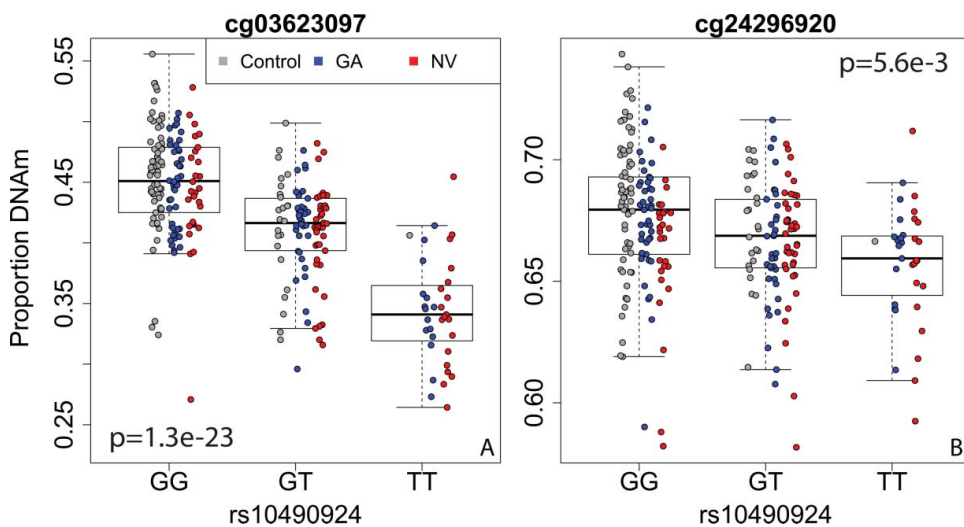 cg03623097
Control GA NV
Proportion DNAm
0.55
0.45
0.35
0.25
p=1.3e-23
A
GG GT TT
rs10490924
cg24296920
p=5.6e-3
0.70
0.65
0.60
B
GG GT TT
rs10490924